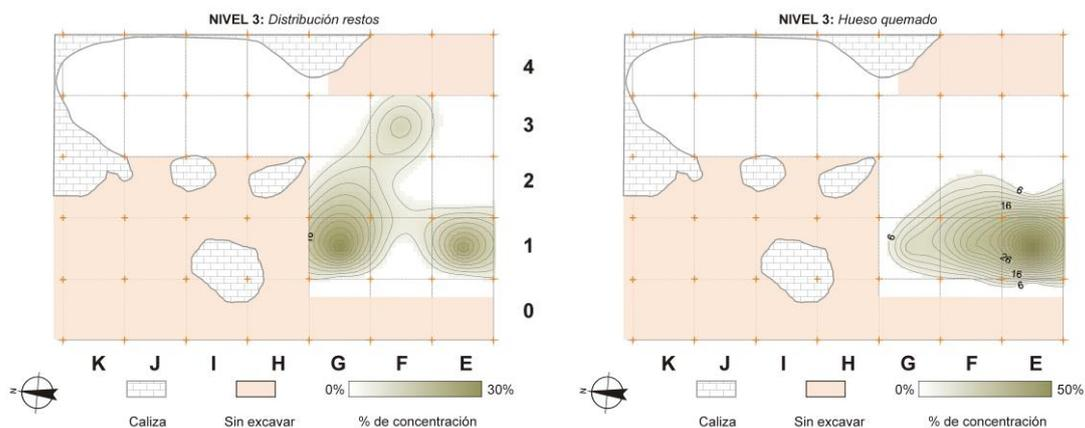 NIVEL 3: Distribución restos
4
3
2
1
0
16
K J I H G F E
N
Caliza
Sin excavar
0% 30%
% de concentración
NIVEL 3: Hueso quemado
6
16
6
26
16
6
K J I H G F E
N
Caliza
Sin excavar
0% 50%
% de concentración